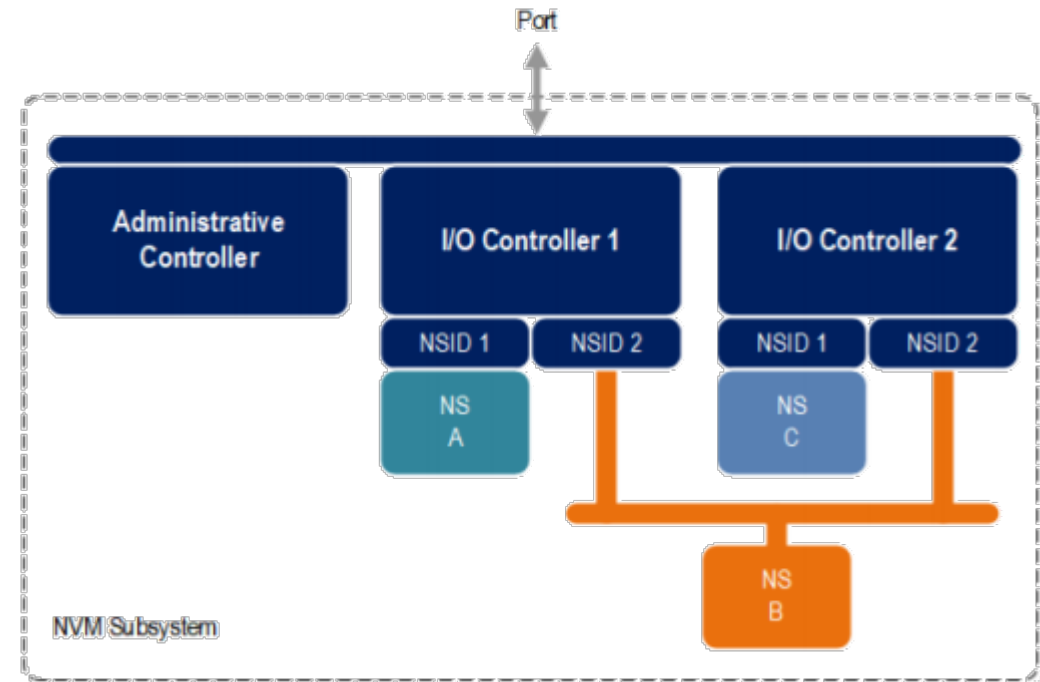 Port
Administrative
Controller
I/O Controller 1
I/O Controller 2
NSID 1
NSID 2
NSID 1
NSID 2
NS
A
NS
C
NS
B
NVM Subsystem